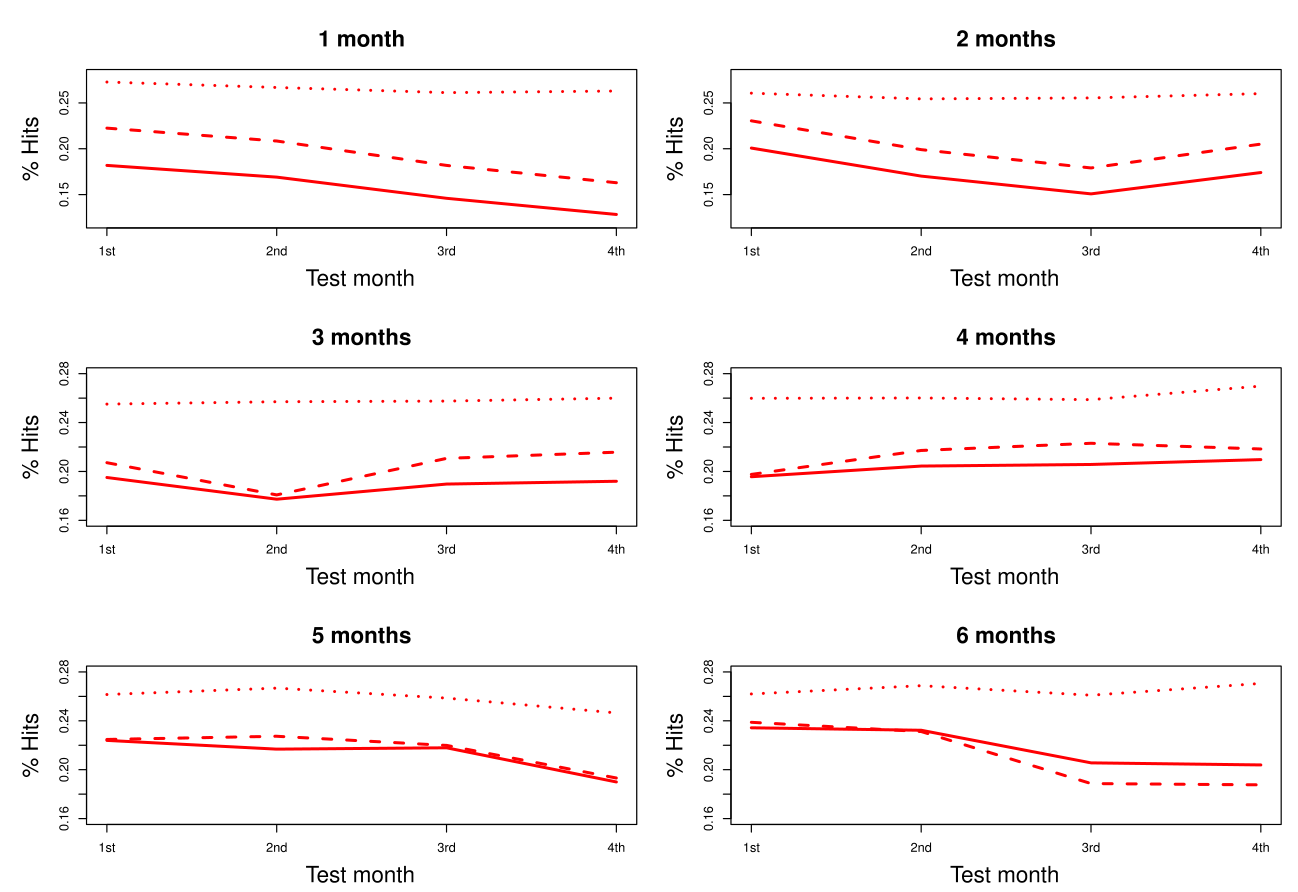 1 month
% Hits
0.25
0.20
0.15
1st 2nd 3rd 4th
Test month
2 months
% Hits
0.25
0.20
0.15
1st 2nd 3rd 4th
Test month
3 months
% Hits
0.28
0.24
0.20
0.16
1st 2nd 3rd 4th
Test month
4 months
% Hits
0.28
0.24
0.20
0.16
1st 2nd 3rd 4th
Test month
5 months
% Hits
0.28
0.24
0.20
0.16
1st 2nd 3rd 4th
Test month
6 months
% Hits
0.28
0.24
0.20
0.16
1st 2nd 3rd 4th
Test month